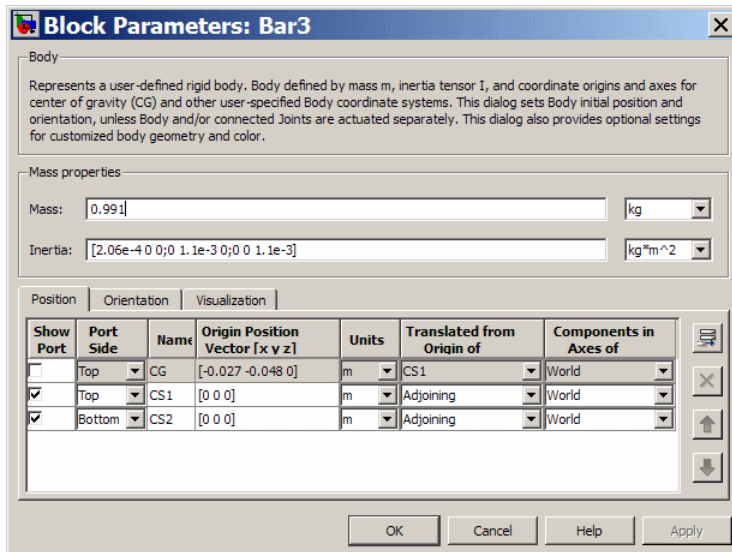 Block Parameters: Bar3
Body
Represents a user-defined rigid body. Body defined by mass m, inertia tensor I, and coordinate origins and axes for
center of gravity (CG) and other user-specified Body coordinate systems. This dialog sets Body initial position and
orientation, unless Body and/or connected Joints are actuated separately. This dialog also provides optional settings
for customized body geometry and color.
Mass properties
Mass: 0.991 kg
Inertia: [2.06e-4 0 0;0 1.1e-3 0;0 0 1.1e-3] kg*m^2
Position Orientation Visualization
Show Port Port Side Name Origin Position Vector [x y z] Units Translated from Origin of Components in Axes of
Top CG [-0.027 -0.048 0] m CS1 World
Top CS1 [0 0 0] m Adjoining World
Bottom CS2 [0 0 0] m Adjoining World
OK Cancel Help Apply